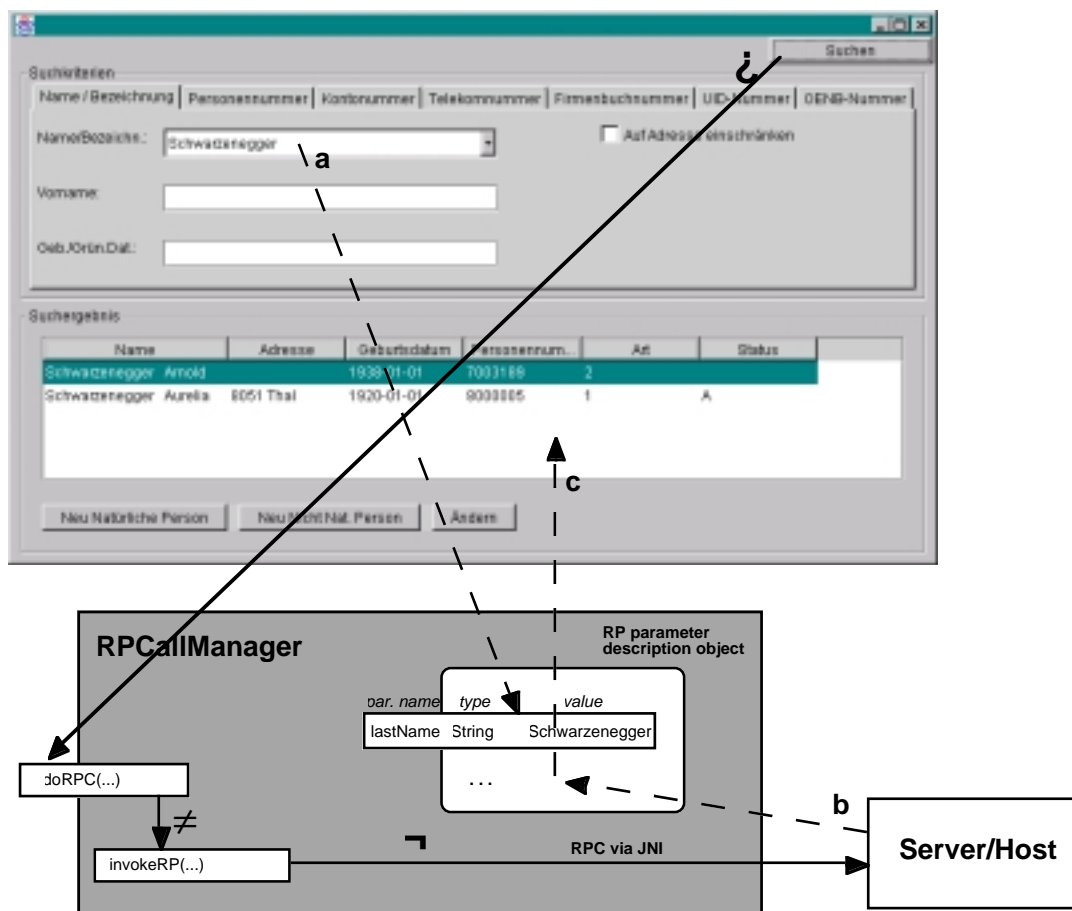 Suchen
¿
Suchkriterien
Name / Bezeichnung Personennummer Kontonummer Telekomnummer Firmenbuchnummer UID-Nummer OENB-Nummer
Name/Bezeichn.: Schwarzenegger Auf Adresse einschränken
a
Vorname:
Geb./Grün.Dat.:
Suchergebnis
Name Adresse Geburtsdatum Personennum... Art Status
Schwarzenegger Arnold 1938-01-01 7003189 2
Schwarzenegger Aurelia 8051 Thal 1920-01-01 8000005 1 A
c
Neu Natürliche Person Neu Nicht Nat. Person Ändern
RPCallManager
RP parameter
description object
par. name type value
lastName String Schwarzenegger
...
doRPC(...)
≠
b
¬
invokeRP(...)
RPC via JNI
Server/Host